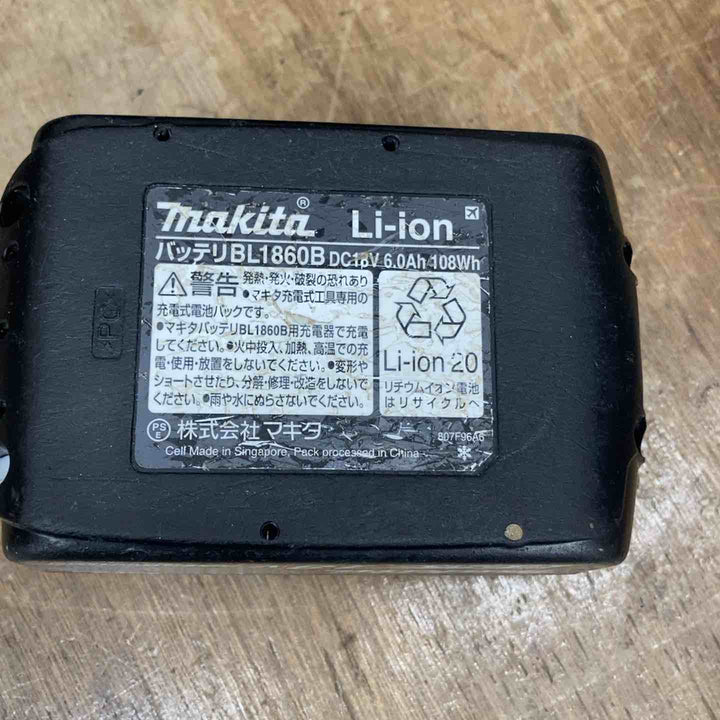 makita® Li-ion
バッテリBL1860B DC18V 6.0Ah 108Wh
警告 発熱・発火・破裂の恐れあり
●マキタ充電式工具専用の
充電式電池パックです。
●マキタバッテリBL1860B用充電器で充電
してください。●火中投入、加熱、高温での充
電・使用・放置をしないでください。●変形や
ショートさせたり、分解・修理・改造をしないで
ください。●雨や水にぬらさないでください。
Li-ion 20
リチウムイオン電池
はリサイクルへ
PSE 株式会社マキタ
807F96A6
Cell Made in Singapore, Pack processed in China
>PC<